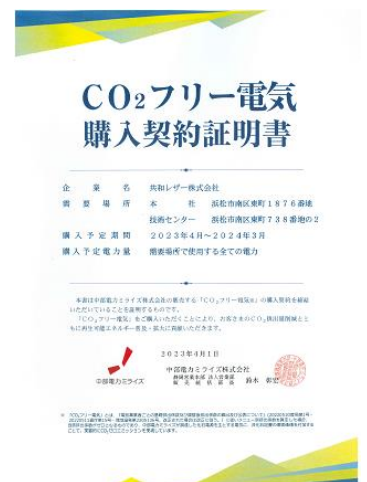 CO₂フリー電気
購入契約証明書
企業名 共和レザー株式会社
需要場所 本社 浜松市南区東町１８７６番地
技術センター 浜松市南区東町７３８番地の２
購入予定期間 ２０２３年４月～２０２４年３月
購入予定電力量 需要場所で使用する全ての電力
本書は中部電力ミライズ株式会社の販売する「CO₂フリー電気※」の購入契約を締結
いただいていることを証明するものです。
「CO₂フリー電気」をご購入いただくことにより、お客さまのCO₂排出量削減とと
もに再生可能エネルギー普及・拡大に貢献いただきます。
２０２３年４月１日
中部電力ミライズ株式会社
中部電力ミライズ
鈴木 彰宏